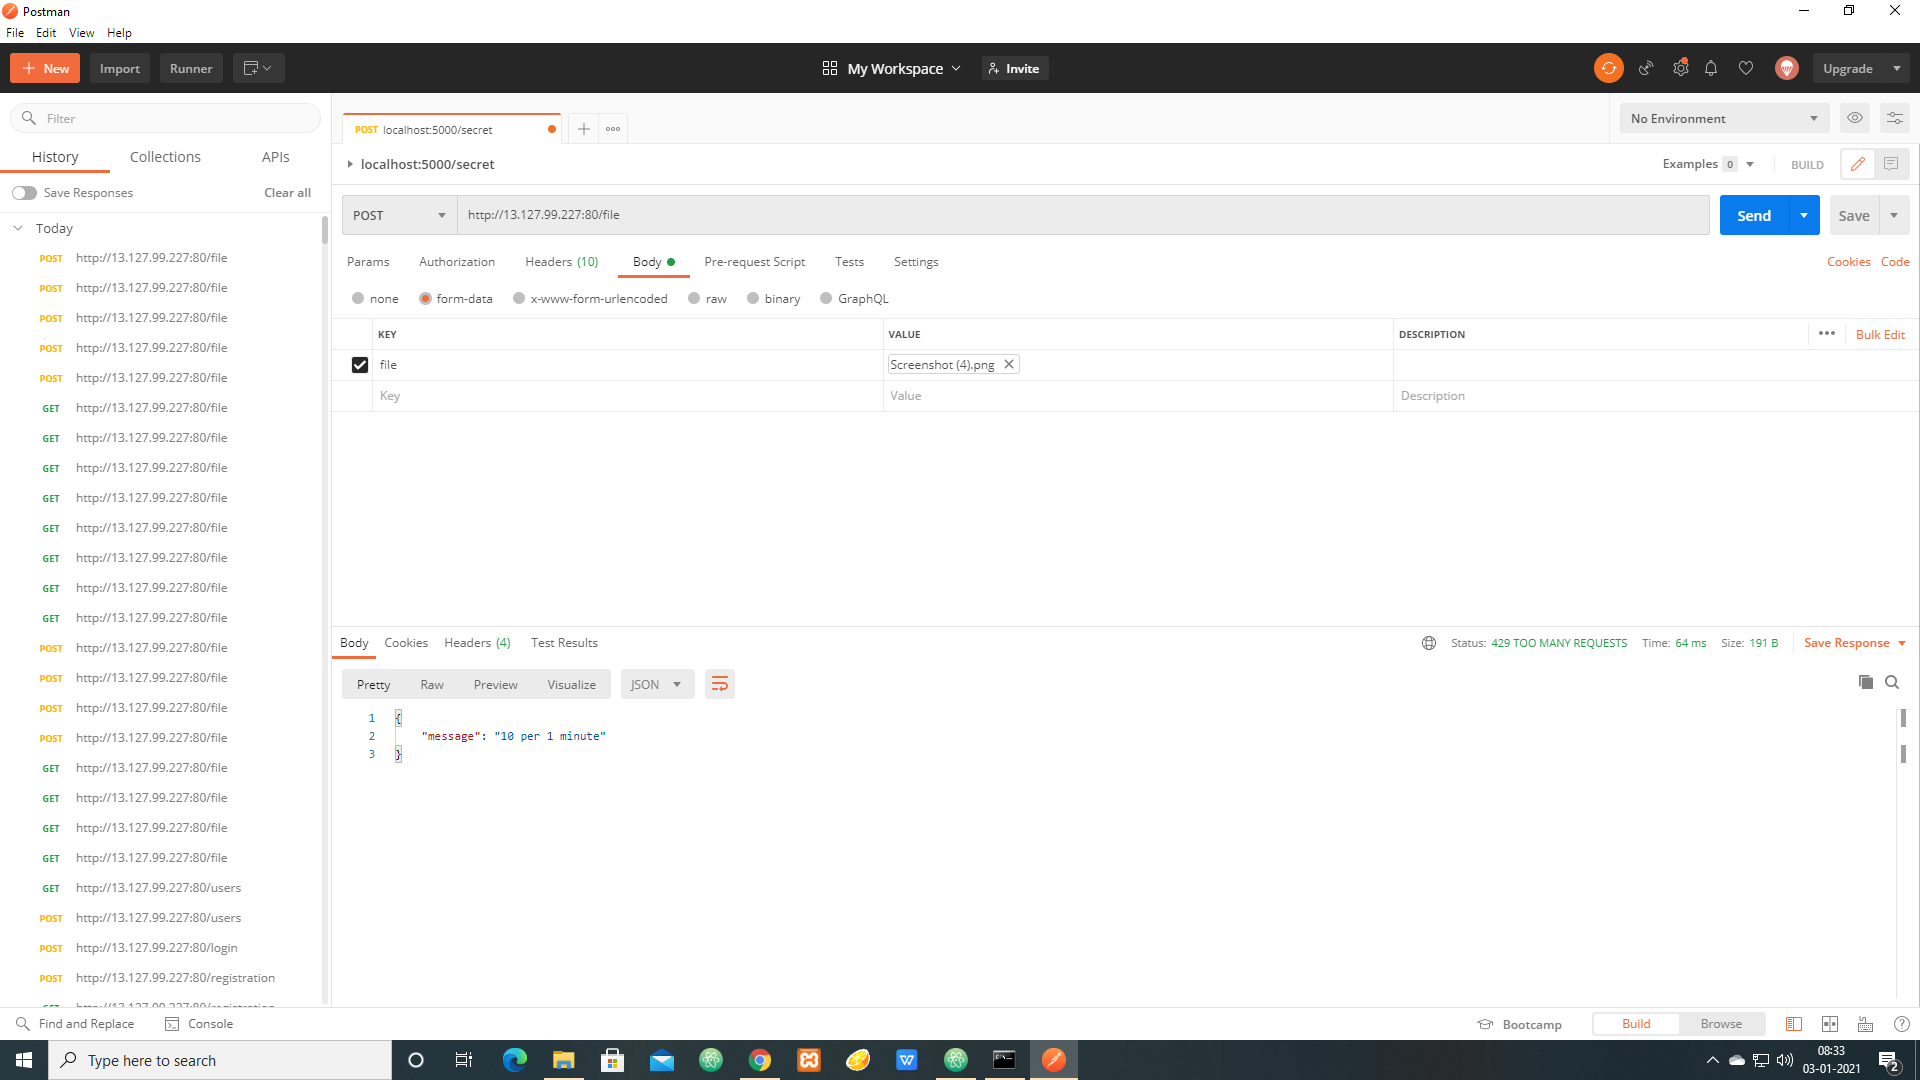 Postman
File Edit View Help
New Import Runner My Workspace Invite Upgrade
Filter
History Collections APIs
Save Responses Clear all
Today
POST http://13.127.99.227:80/file
POST http://13.127.99.227:80/file
POST http://13.127.99.227:80/file
POST http://13.127.99.227:80/file
POST http://13.127.99.227:80/file
GET http://13.127.99.227:80/file
GET http://13.127.99.227:80/file
GET http://13.127.99.227:80/file
GET http://13.127.99.227:80/file
GET http://13.127.99.227:80/file
GET http://13.127.99.227:80/file
GET http://13.127.99.227:80/file
GET http://13.127.99.227:80/file
POST http://13.127.99.227:80/file
POST http://13.127.99.227:80/file
POST http://13.127.99.227:80/file
POST http://13.127.99.227:80/file
GET http://13.127.99.227:80/file
GET http://13.127.99.227:80/file
GET http://13.127.99.227:80/file
GET http://13.127.99.227:80/file
GET http://13.127.99.227:80/users
POST http://13.127.99.227:80/users
POST http://13.127.99.227:80/login
POST http://13.127.99.227:80/registration
GET http://13.127.99.227:80/registration
POST localhost:5000/secret
No Environment
localhost:5000/secret
Examples 0 BUILD
POST http://13.127.99.227:80/file Send Save
Params Authorization Headers (10) Body Pre-request Script Tests Settings Cookies Code
none form-data x-www-form-urlencoded raw binary GraphQL
KEY VALUE DESCRIPTION Bulk Edit
file Screenshot (4).png
Key Value Description
Body Cookies Headers (4) Test Results Status: 429 TOO MANY REQUESTS Time: 64 ms Size: 191 B Save Response
Pretty Raw Preview Visualize JSON
1 {
2 "message": "10 per 1 minute"
3 }
Find and Replace Console Bootcamp Build Browse
Type here to search
08:33
03-01-2021
2